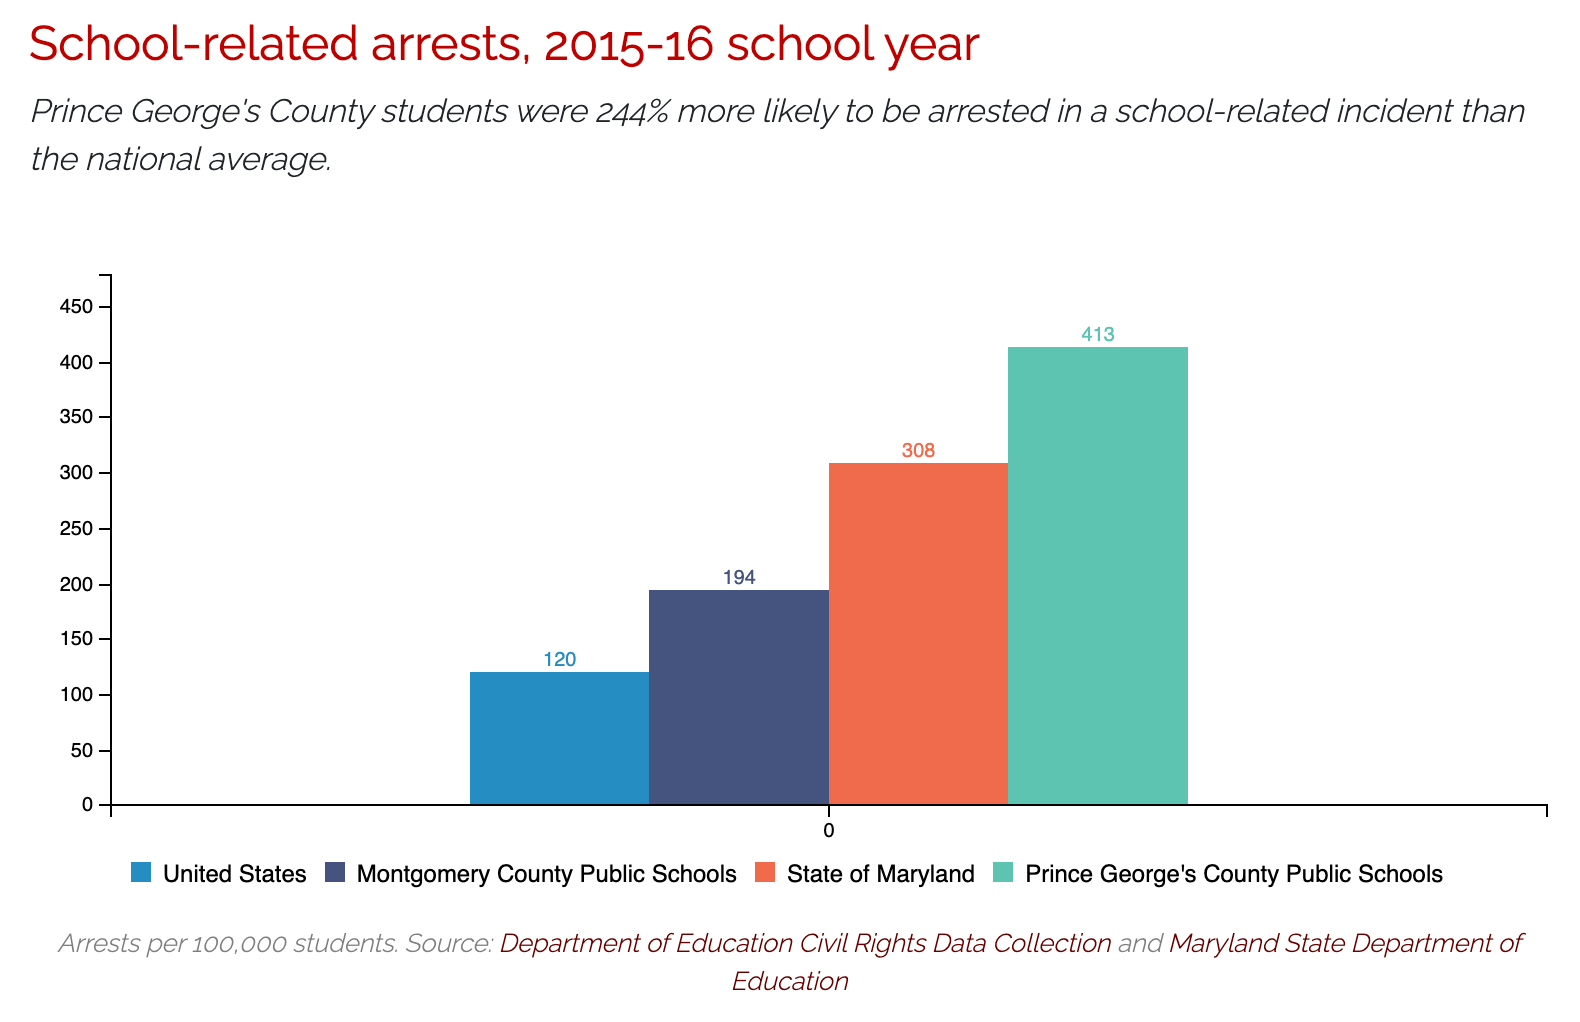 School-related arrests, 2015-16 school year
Prince George's County students were 244% more likely to be arrested in a school-related incident than
the national average.
450
400
350
300
250
200
150
100
50
0
120
194
308
413
0
United States
Montgomery County Public Schools
State of Maryland
Prince George's County Public Schools
Arrests per 100,000 students. Source: Department of Education Civil Rights Data Collection and Maryland State Department of
Education